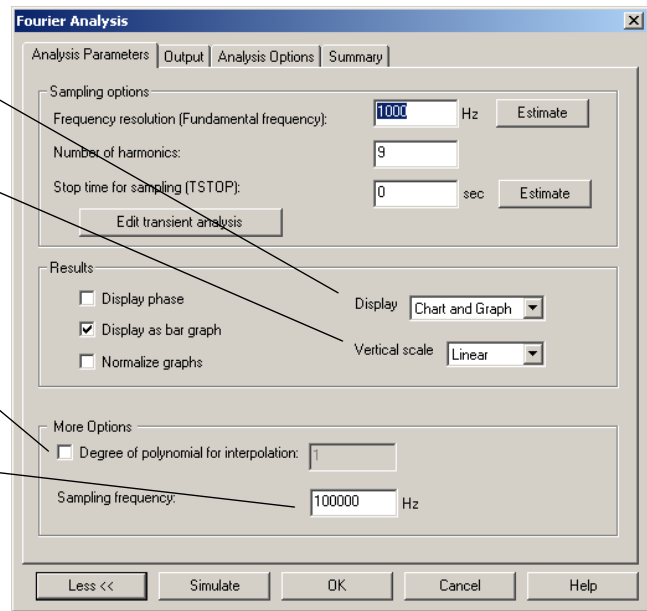 Fourier Analysis
Analysis Parameters Output Analysis Options Summary
Sampling options
Frequency resolution (Fundamental frequency): 1000 Hz Estimate
Number of harmonics: 9
Stop time for sampling (TSTOP): 0 sec Estimate
Edit transient analysis
Results
Display phase
Display Chart and Graph
Display as bar graph
Vertical scale Linear
Normalize graphs
More Options
Degree of polynomial for interpolation: 1
Sampling frequency: 100000 Hz
Less << Simulate OK Cancel Help